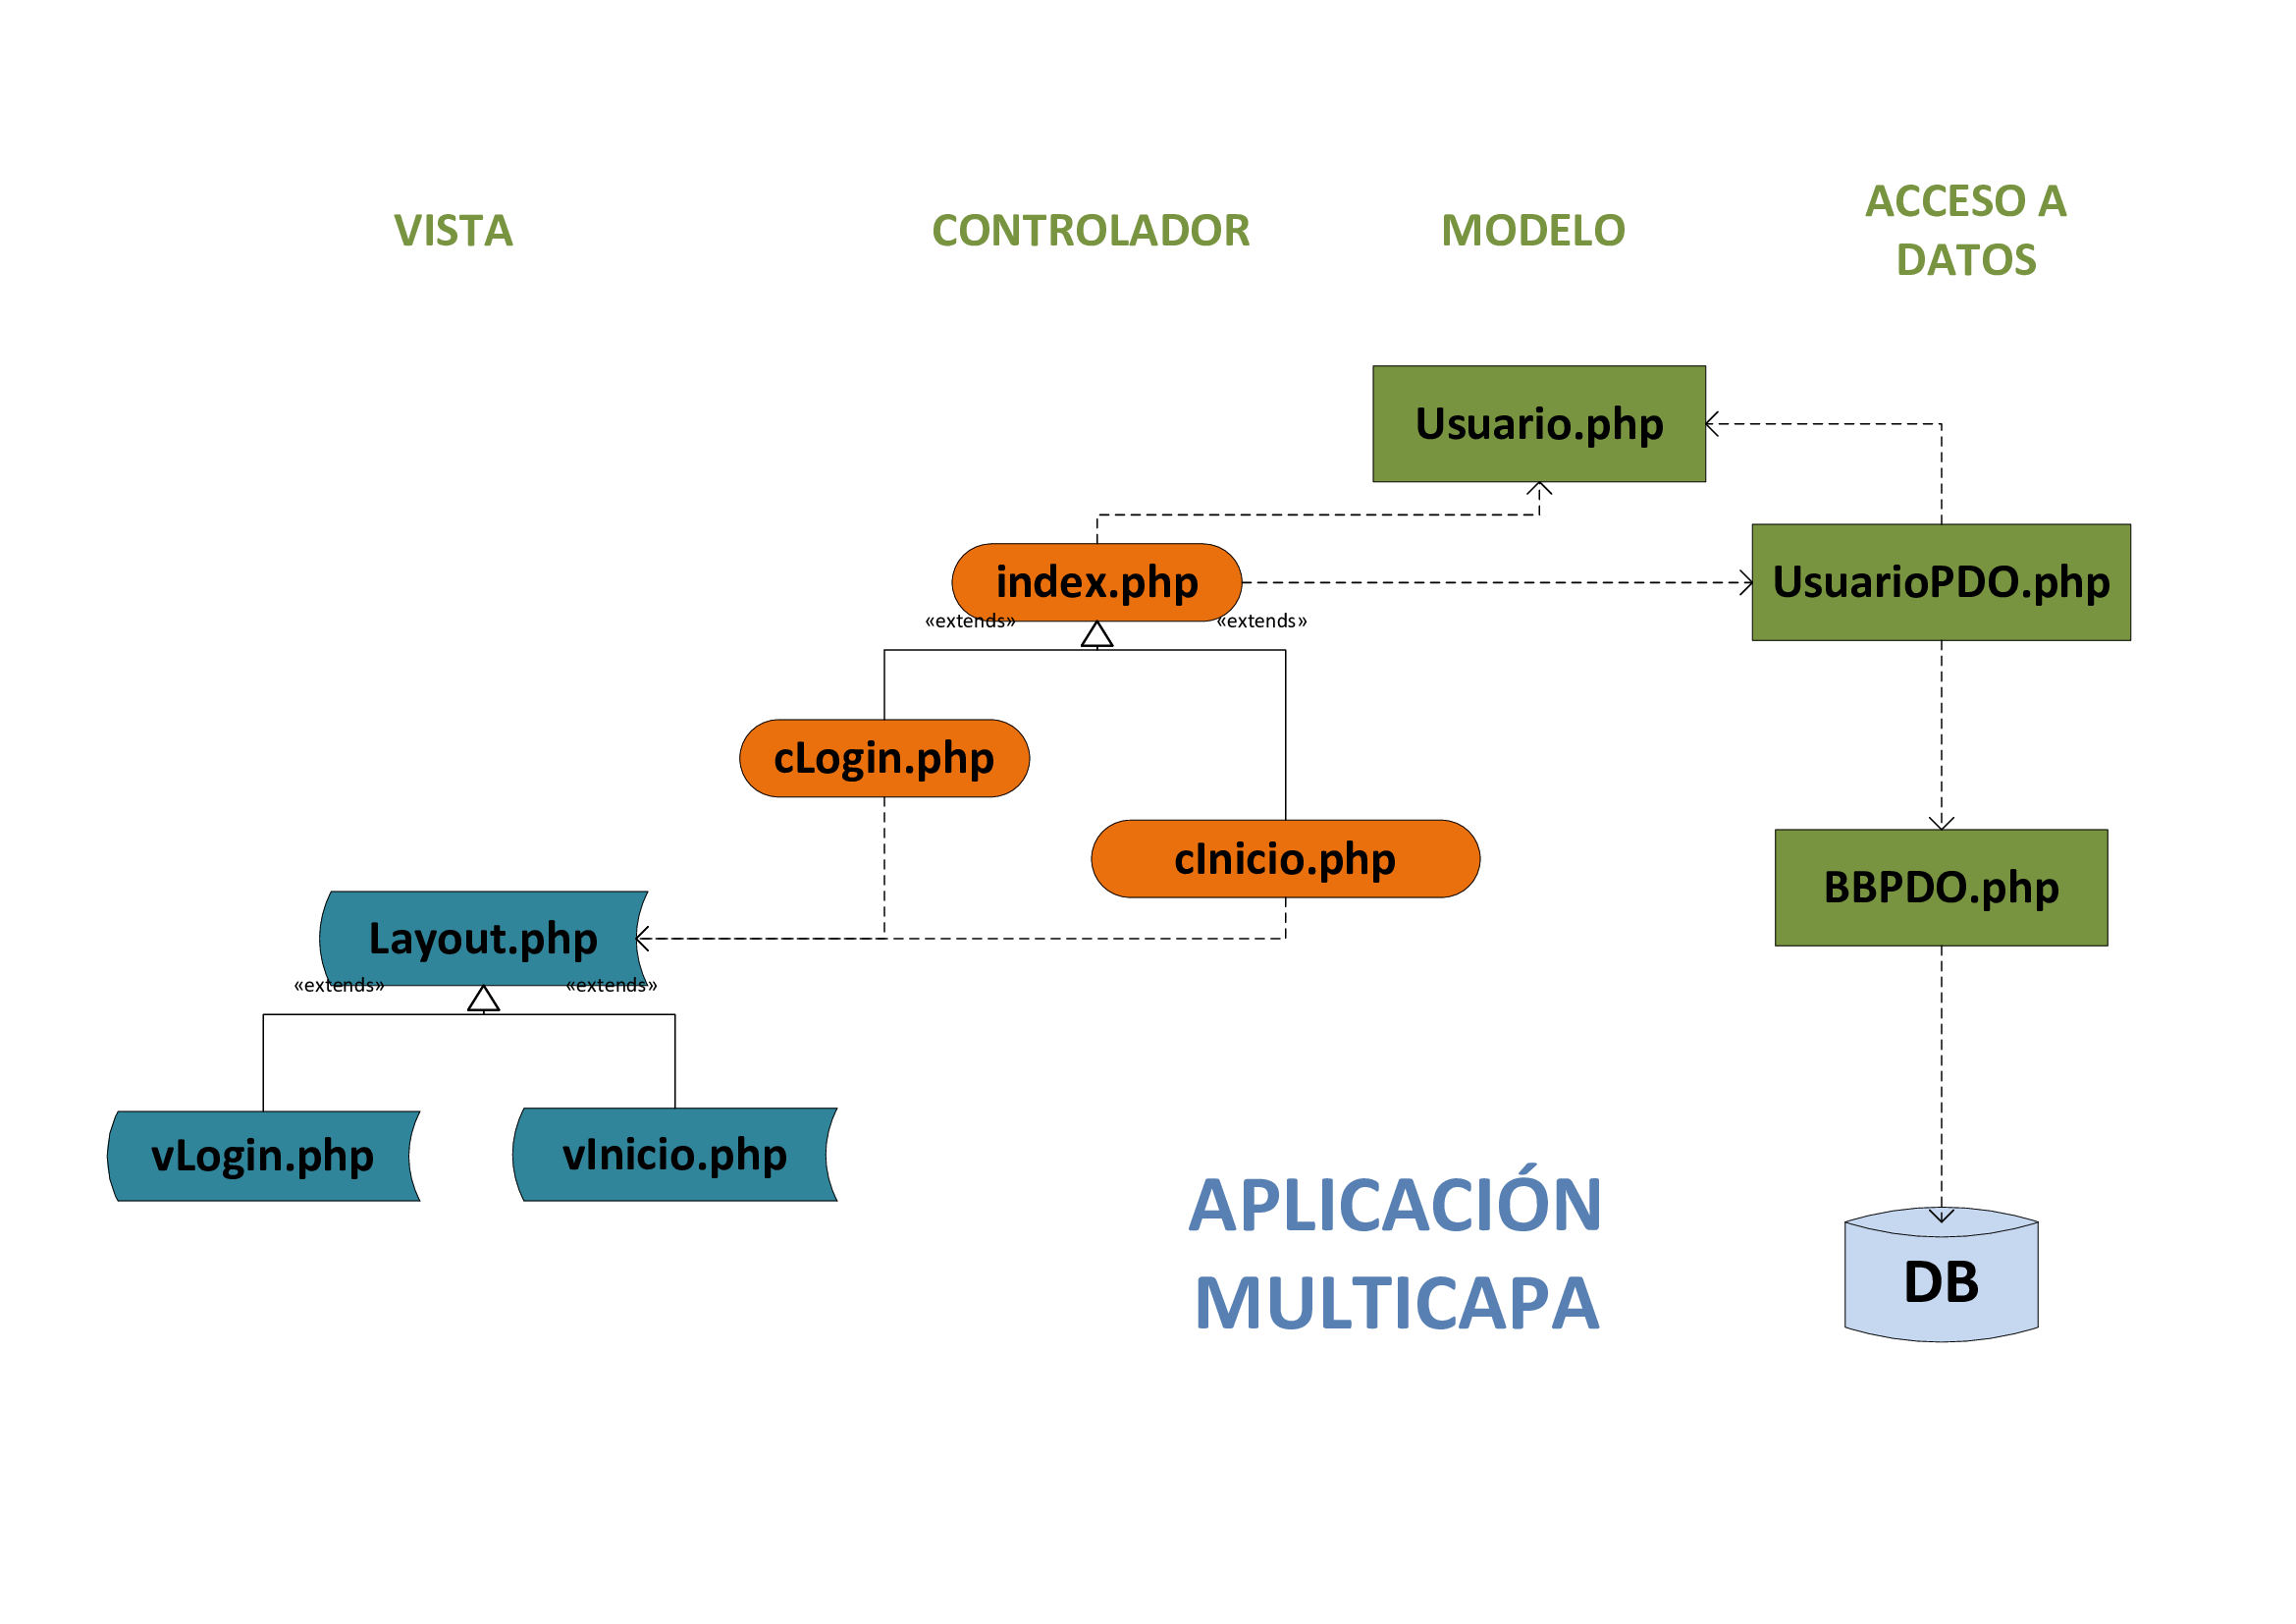 VISTA
CONTROLADOR
MODELO
ACCESO A
DATOS
Usuario.php
index.php
UsuarioPDO.php
«extends»
«extends»
cLogin.php
cInicio.php
BBPDO.php
Layout.php
«extends»
«extends»
vLogin.php
vInicio.php
APLICACIÓN
MULTICAPA
DB